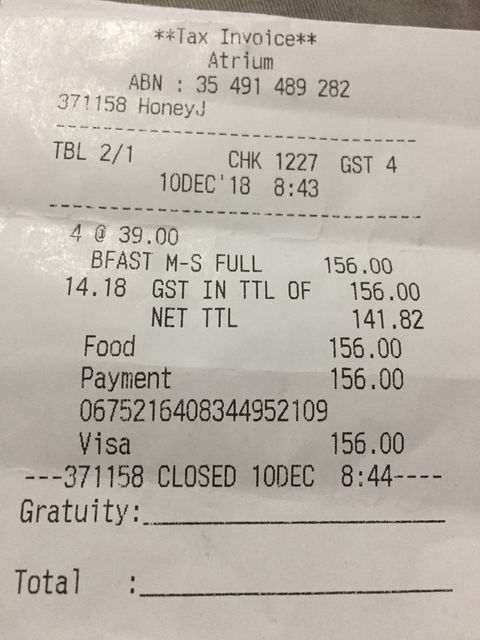 **Tax Invoice**
Atrium
ABN : 35 491 489 282
371158 HoneyJ
TBL 2/1 CHK 1227 GST 4
10DEC'18 8:43
4 @ 39.00
BFAST M-S FULL 156.00
14.18 GST IN TTL OF 156.00
NET TTL 141.82
Food 156.00
Payment 156.00
0675216408344952109
Visa 156.00
---371158 CLOSED 10DEC 8:44----
Gratuity:
Total :